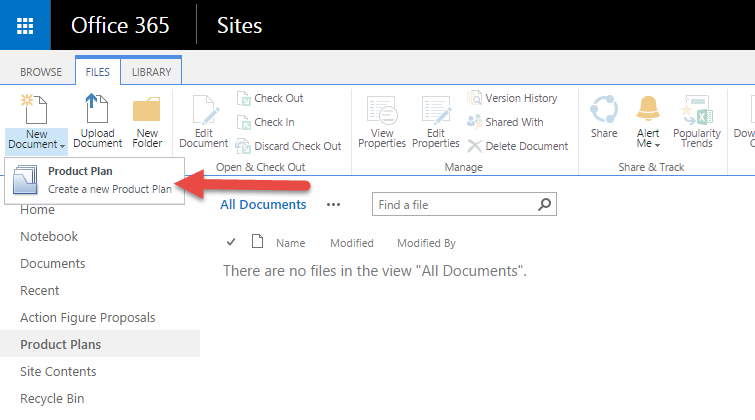 Office 365
Sites
BROWSE
FILES
LIBRARY
New
Document
Upload
Document
New
Folder
Edit
Document
Check Out
Check In
Discard Check Out
Open & Check Out
View
Properties
Edit
Properties
Version History
Shared With
Delete Document
Manage
Share
Alert
Me
Popularity
Trends
Share & Track
Product Plan
Create a new Product Plan
Home
Notebook
Documents
Recent
Action Figure Proposals
Product Plans
Site Contents
Recycle Bin
All Documents
Find a file
Name Modified Modified By
There are no files in the view "All Documents".